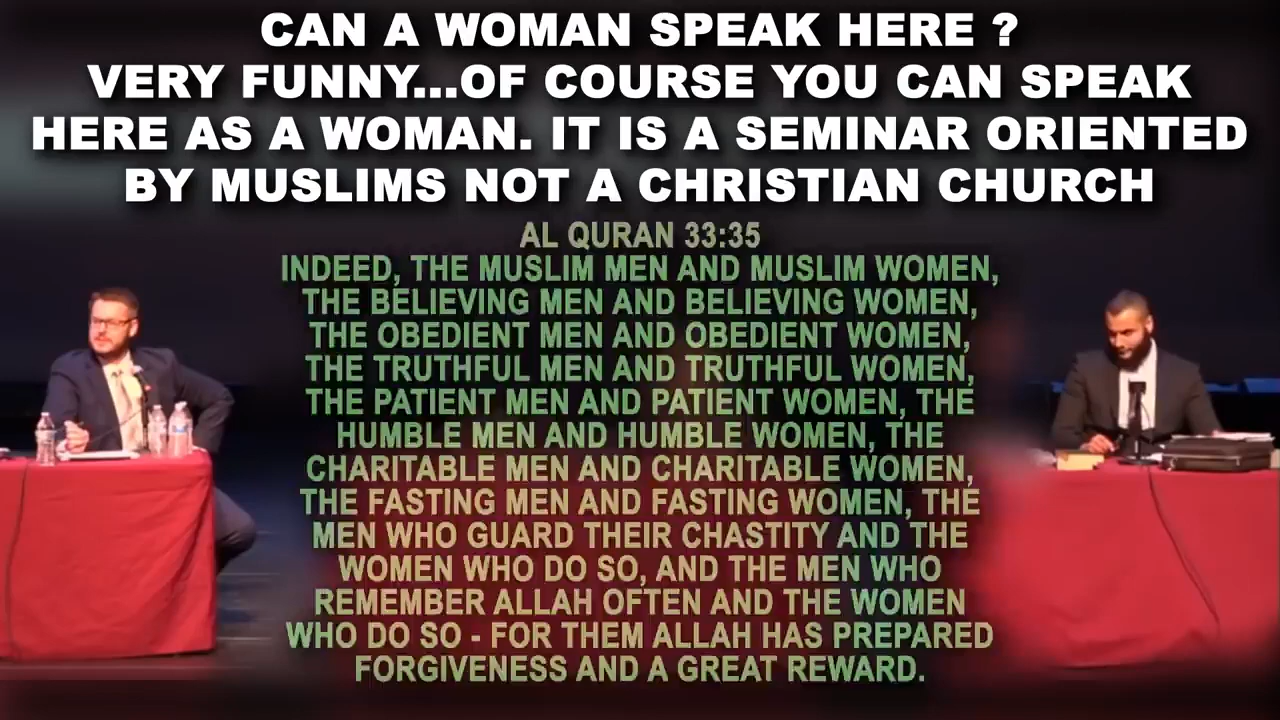 CAN A WOMAN SPEAK HERE ?
VERY FUNNY...OF COURSE YOU CAN SPEAK
HERE AS A WOMAN. IT IS A SEMINAR ORIENTED
BY MUSLIMS NOT A CHRISTIAN CHURCH
AL QURAN 33:35
INDEED, THE MUSLIM MEN AND MUSLIM WOMEN,
THE BELIEVING MEN AND BELIEVING WOMEN,
THE OBEDIENT MEN AND OBEDIENT WOMEN,
THE TRUTHFUL MEN AND TRUTHFUL WOMEN,
THE PATIENT MEN AND PATIENT WOMEN, THE
HUMBLE MEN AND HUMBLE WOMEN, THE
CHARITABLE MEN AND CHARITABLE WOMEN,
THE FASTING MEN AND FASTING WOMEN, THE
MEN WHO GUARD THEIR CHASTITY AND THE
WOMEN WHO DO SO, AND THE MEN WHO
REMEMBER ALLAH OFTEN AND THE WOMEN
WHO DO SO - FOR THEM ALLAH HAS PREPARED
FORGIVENESS AND A GREAT REWARD.